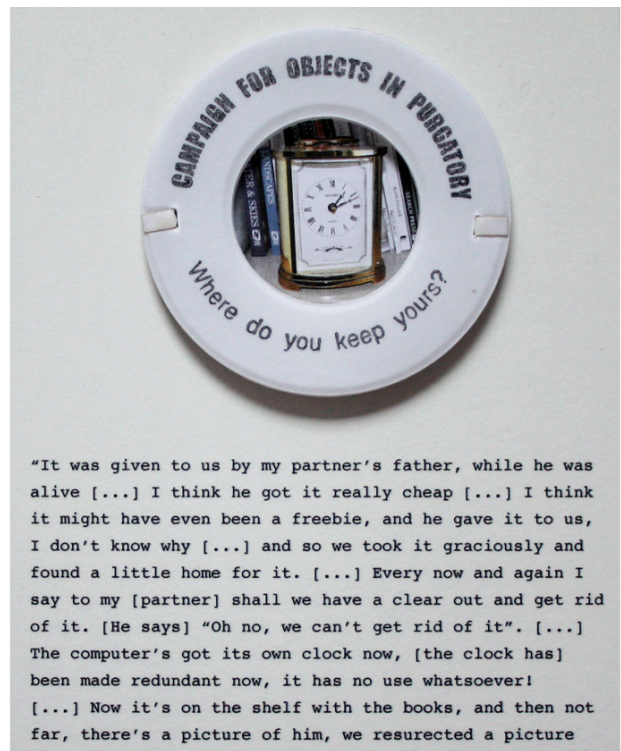 CAMPAIGN FOR OBJECTS IN PURGATORY
Where do you keep yours?
“It was given to us by my partner’s father, while he was
alive [...] I think he got it really cheap [...] I think
it might have even been a freebie, and he gave it to us,
I don’t know why [...] and so we took it graciously and
found a little home for it. [...] Every now and again I
say to my [partner] shall we have a clear out and get rid
of it. [He says] “Oh no, we can’t get rid of it”. [...]
The computer’s got its own clock now, [the clock has]
been made redundant now, it has no use whatsoever!
[...] Now it’s on the shelf with the books, and then not
far, there’s a picture of him, we resurected a picture